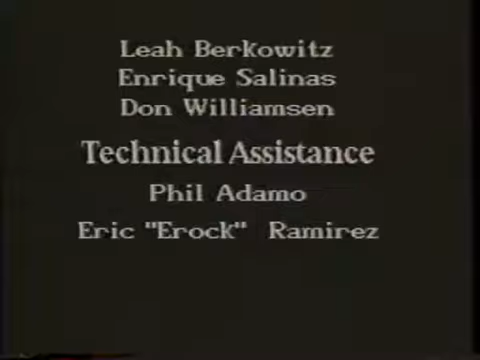 Leah Berkowitz
Enrique Salinas
Don Williamsen
Technical Assistance
Phil Adamo
Eric "Erock" Ramirez